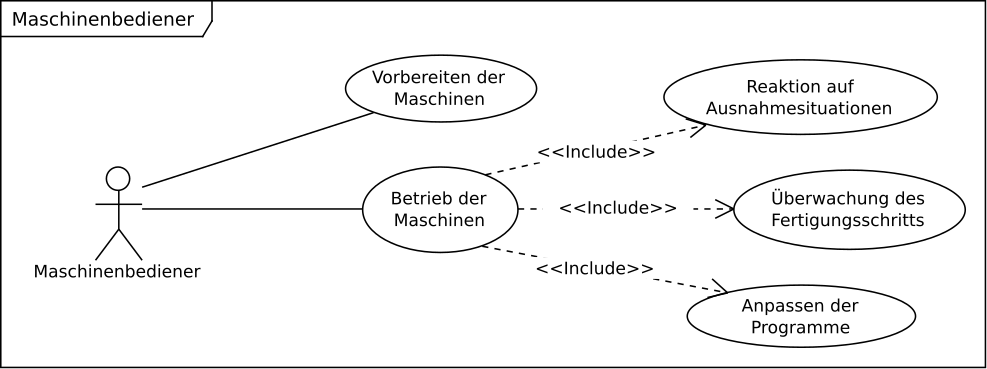 Maschinenbediener
Vorbereiten der
Maschinen
Reaktion auf
Ausnahmesituationen
<<Include>>
Betrieb der
Maschinen
<<Include>>
Überwachung des
Fertigungsschritts
Maschinenbediener
<<Include>>
Anpassen der
Programme